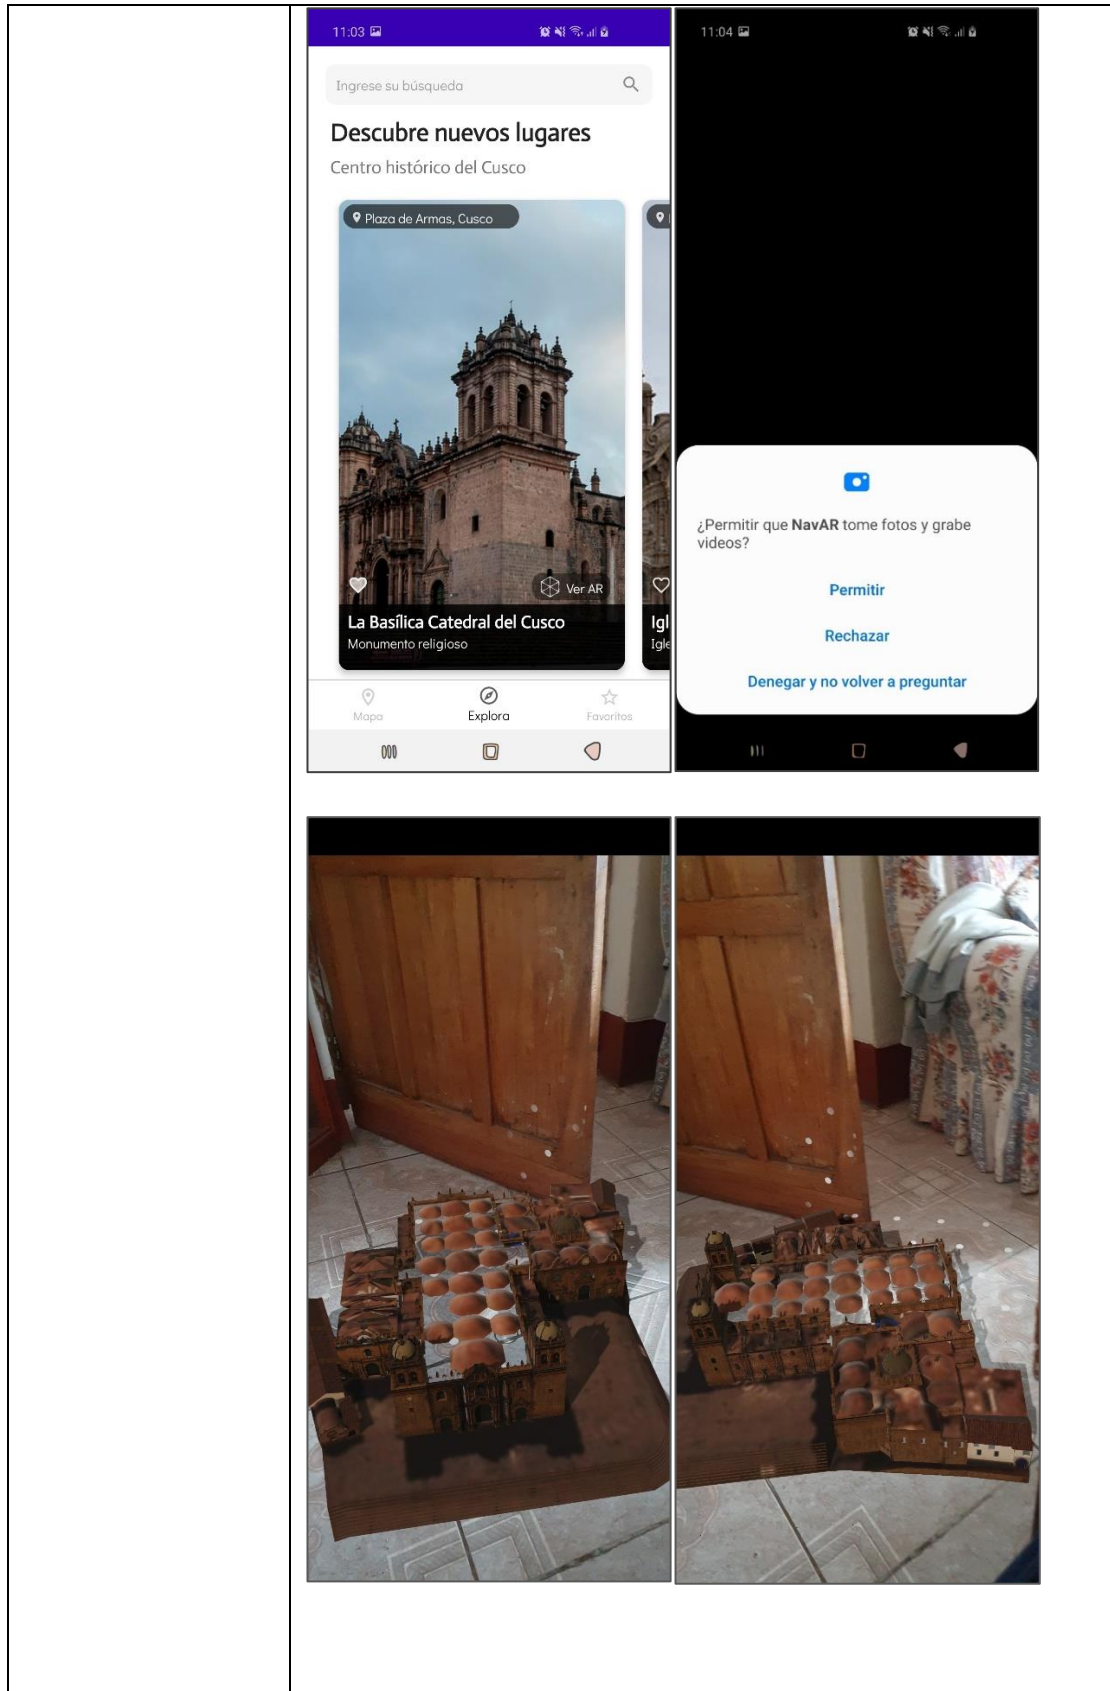 11:03
Ingrese su búsqueda
Descubre nuevos lugares
Centro histórico del Cusco
Plaza de Armas, Cusco
Ver AR
La Basílica Catedral del Cusco
Monumento religioso
Igl
Igle
Mapa
Explora
Favoritos
11:04
¿Permitir que NavAR tome fotos y grabe
videos?
Permitir
Rechazar
Denegar y no volver a preguntar